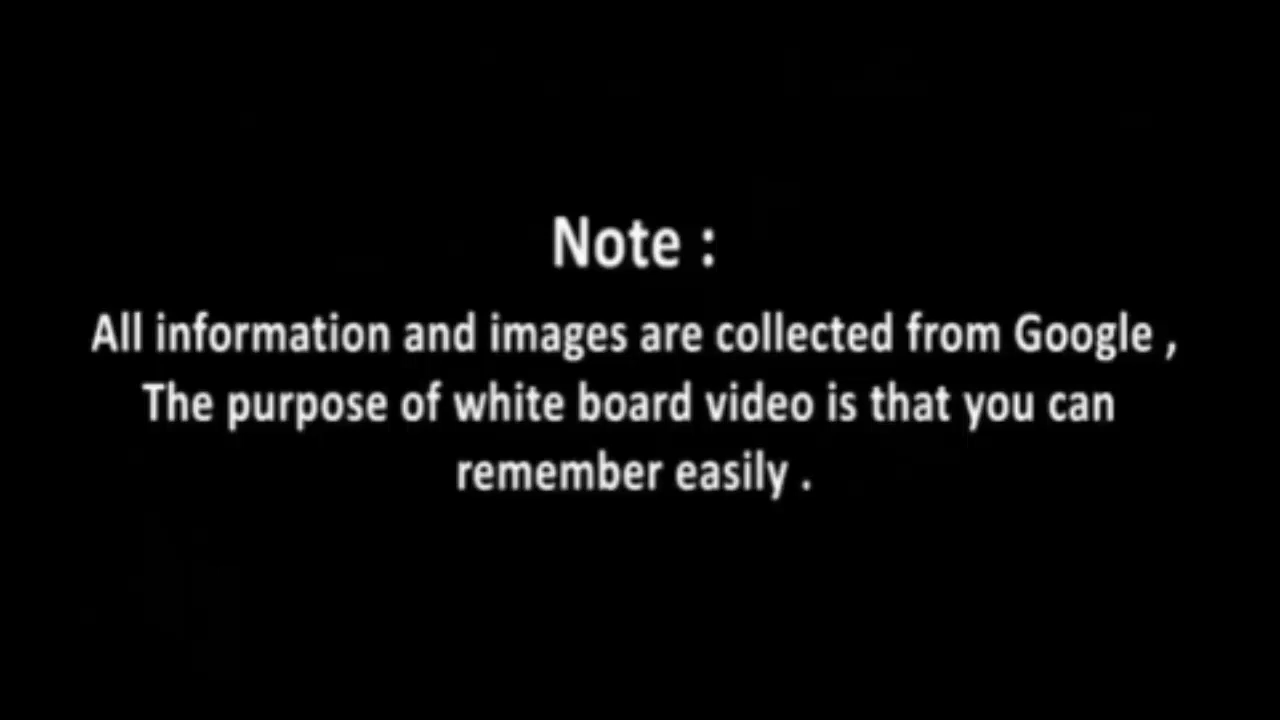 Note :
All information and images are collected from Google ,
The purpose of white board video is that you can
remember easily .